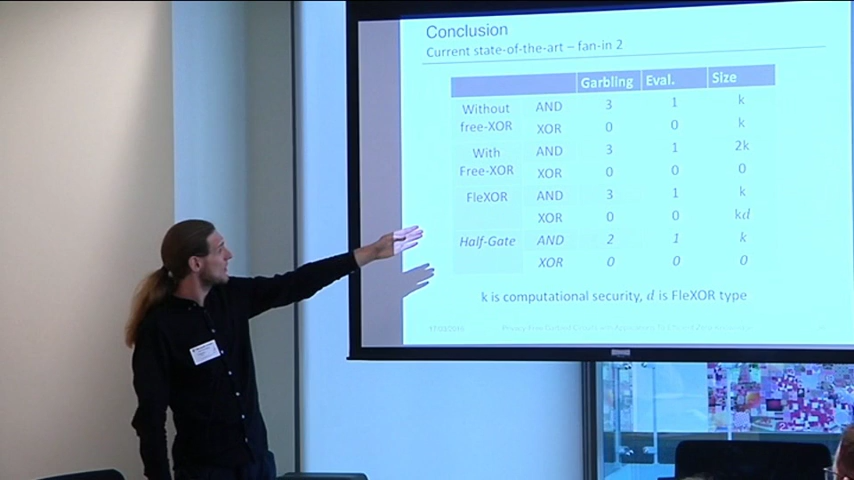 Conclusion
Current state-of-the-art – fan-in 2
Garbling Eval. Size
Without free-XOR AND 3 1 k
XOR 0 0 k
With Free-XOR AND 3 1 2k
XOR 0 0 0
FleXOR AND 3 1 k
XOR 0 0 kd
Half-Gate AND 2 1 k
XOR 0 0 0
k is computational security, d is FleXOR type